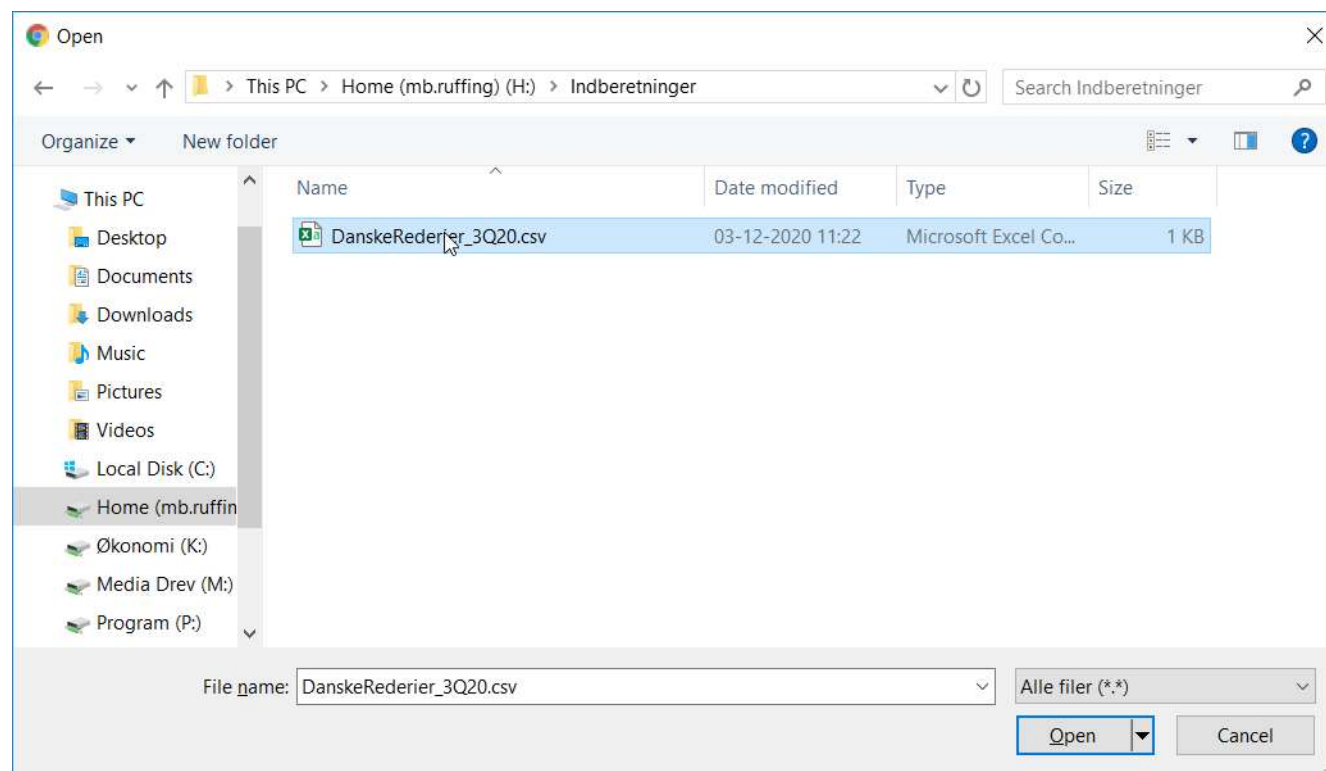 Open
This PC > Home (mb.ruffing) (H:) > Indberetninger
Search Indberetninger
Organize
New folder
?
Name
Date modified
Type
Size
DanskeRederier_3Q20.csv
03-12-2020 11:22
Microsoft Excel Co...
1 KB
This PC
Desktop
Documents
Downloads
Music
Pictures
Videos
Local Disk (C:)
Home (mb.ruffin
Økonomi (K:)
Media Drev (M:)
Program (P:)
File name: DanskeRederier_3Q20.csv
Alle filer (*.*)
Open
Cancel